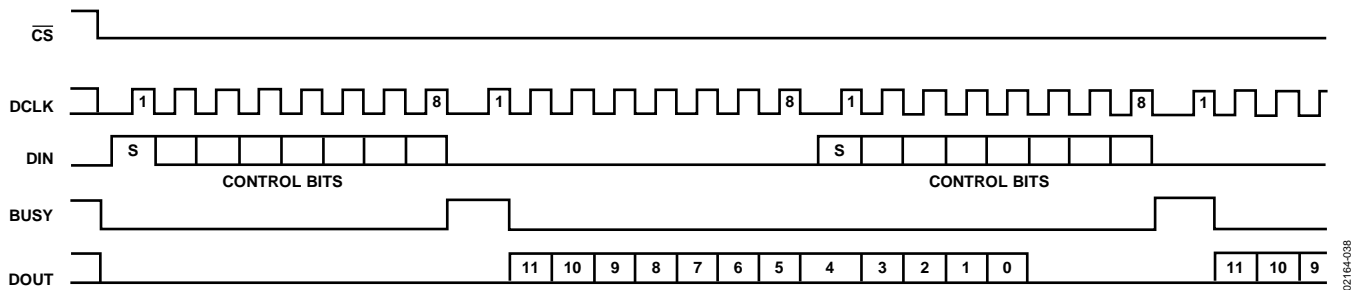 CS
DCLK 1 8 1 8 1 8 1
DIN S S
CONTROL BITS CONTROL BITS
BUSY
DOUT 11 10 9 8 7 6 5 4 3 2 1 0 11 10 9
02164-038